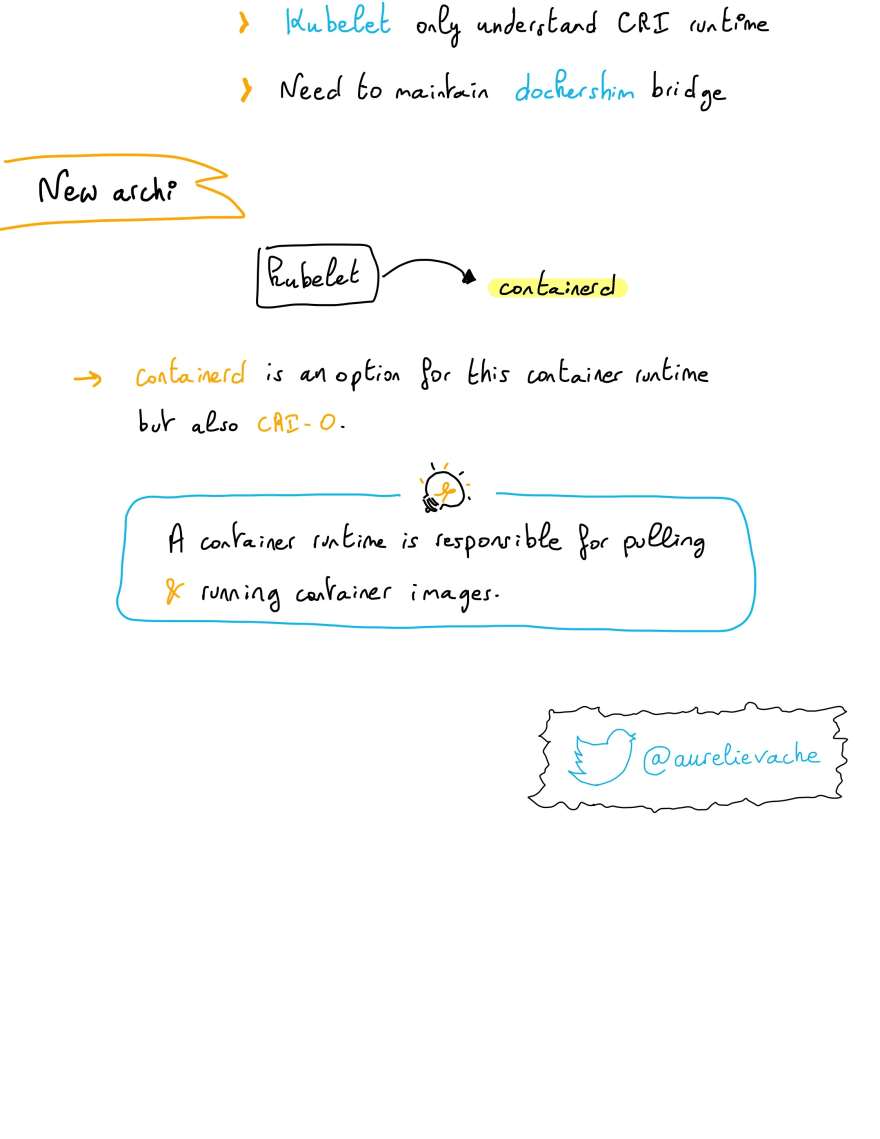 Kubelet only understand CRI runtime
Need to maintain dockershim bridge
New archi
Kubelet
containerd
→ containerd is an option for this container runtime
but also CRI-O.
A container runtime is responsible for pulling
& running container images.
@aurelievache